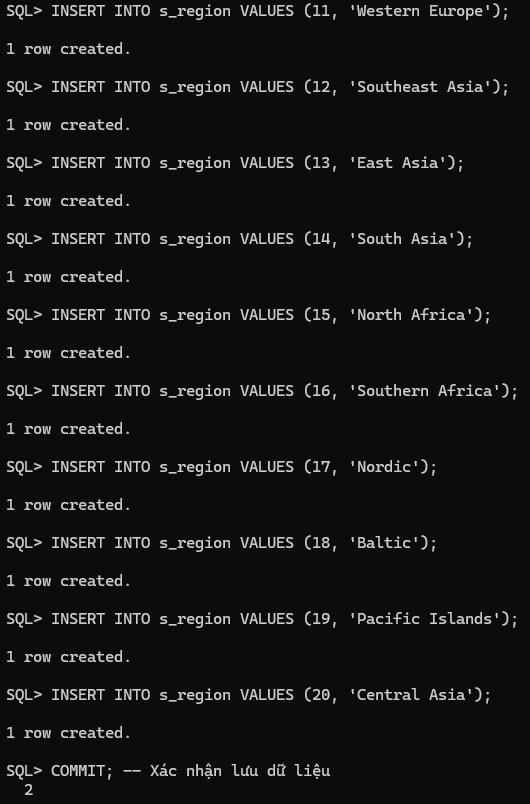 SQL> INSERT INTO s_region VALUES (11, 'Western Europe');
1 row created.
SQL> INSERT INTO s_region VALUES (12, 'Southeast Asia');
1 row created.
SQL> INSERT INTO s_region VALUES (13, 'East Asia');
1 row created.
SQL> INSERT INTO s_region VALUES (14, 'South Asia');
1 row created.
SQL> INSERT INTO s_region VALUES (15, 'North Africa');
1 row created.
SQL> INSERT INTO s_region VALUES (16, 'Southern Africa');
1 row created.
SQL> INSERT INTO s_region VALUES (17, 'Nordic');
1 row created.
SQL> INSERT INTO s_region VALUES (18, 'Baltic');
1 row created.
SQL> INSERT INTO s_region VALUES (19, 'Pacific Islands');
1 row created.
SQL> INSERT INTO s_region VALUES (20, 'Central Asia');
1 row created.
SQL> COMMIT; -- Xác nhận lưu dữ liệu
2